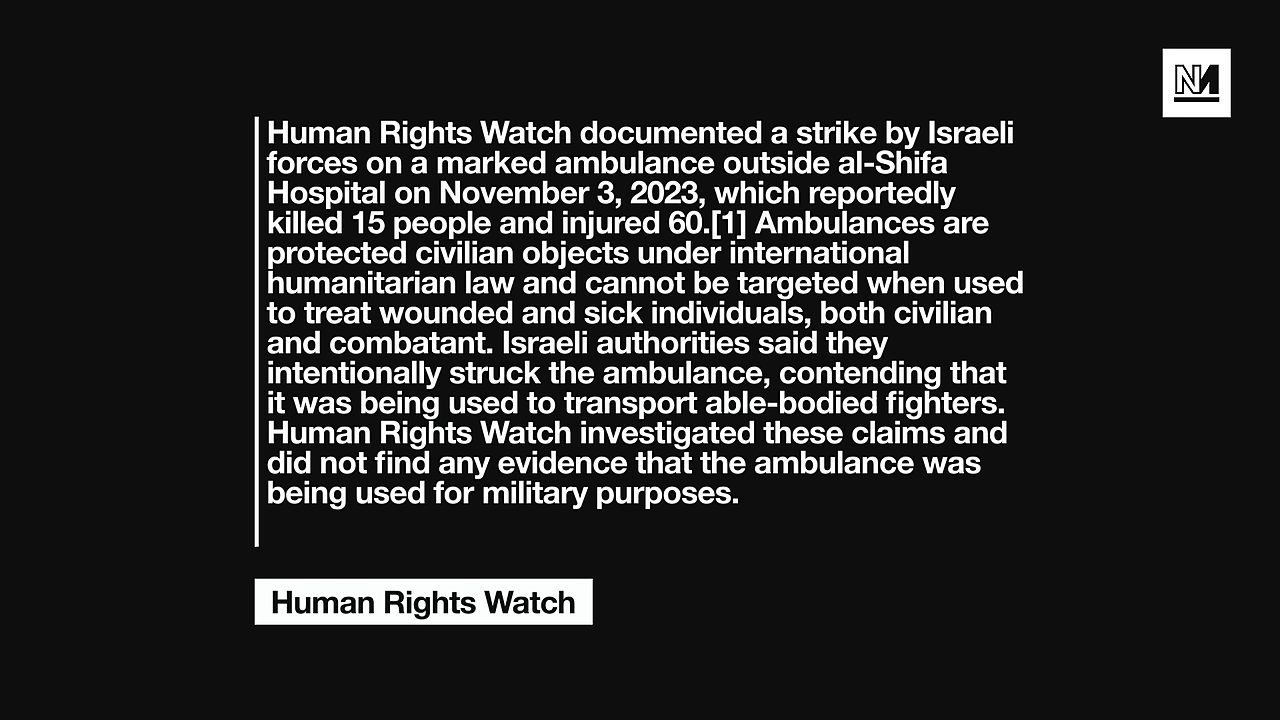 Human Rights Watch documented a strike by Israeli
forces on a marked ambulance outside al-Shifa
Hospital on November 3, 2023, which reportedly
killed 15 people and injured 60.[1] Ambulances are
protected civilian objects under international
humanitarian law and cannot be targeted when used
to treat wounded and sick individuals, both civilian
and combatant. Israeli authorities said they
intentionally struck the ambulance, contending that
it was being used to transport able-bodied fighters.
Human Rights Watch investigated these claims and
did not find any evidence that the ambulance was
being used for military purposes.
Human Rights Watch
NM